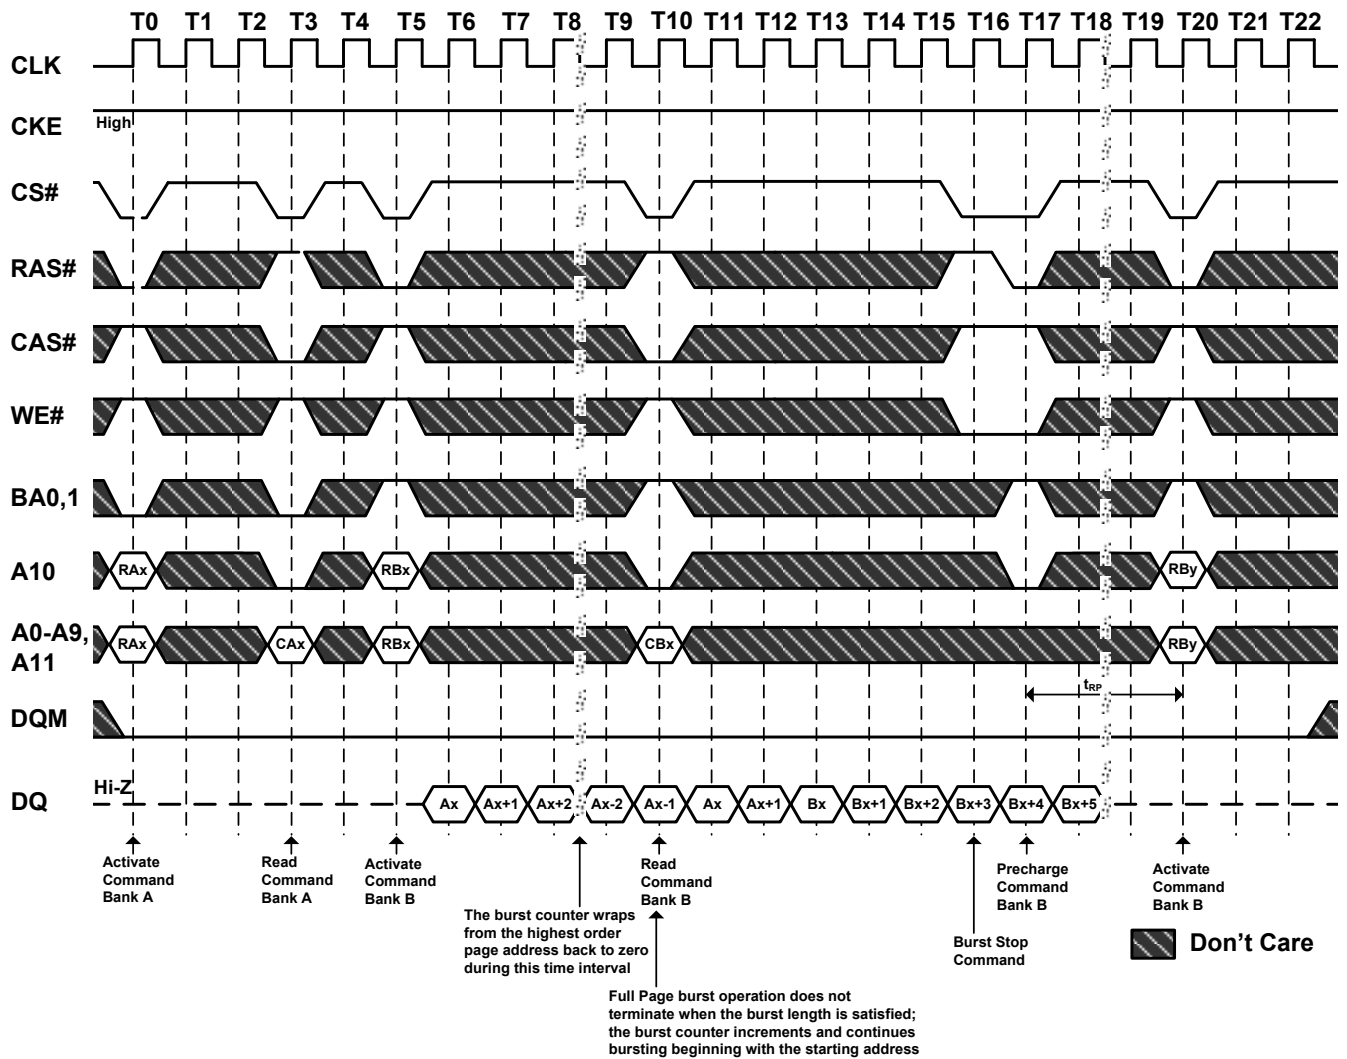 T0 T1 T2 T3 T4 T5 T6 T7 T8 T9 T10 T11 T12 T13 T14 T15 T16 T17 T18 T19 T20 T21 T22
CLK
CKE
High
CS#
RAS#
CAS#
WE#
BA0,1
A10
RAx RBx RBy
A0-A9,
A11
RAx CAx RBx CBx RBy
tRP
DQM
DQ
Hi-Z
Ax Ax+1 Ax+2 Ax-2 Ax-1 Ax Ax+1 Bx Bx+1 Bx+2 Bx+3 Bx+4 Bx+5
Activate
Command
Bank A
Read
Command
Bank A
Activate
Command
Bank B
The burst counter wraps
from the highest order
page address back to zero
during this time interval
Read
Command
Bank B
Full Page burst operation does not
terminate when the burst length is satisfied;
the burst counter increments and continues
bursting beginning with the starting address
Burst Stop
Command
Precharge
Command
Bank B
Activate
Command
Bank B
Don't Care